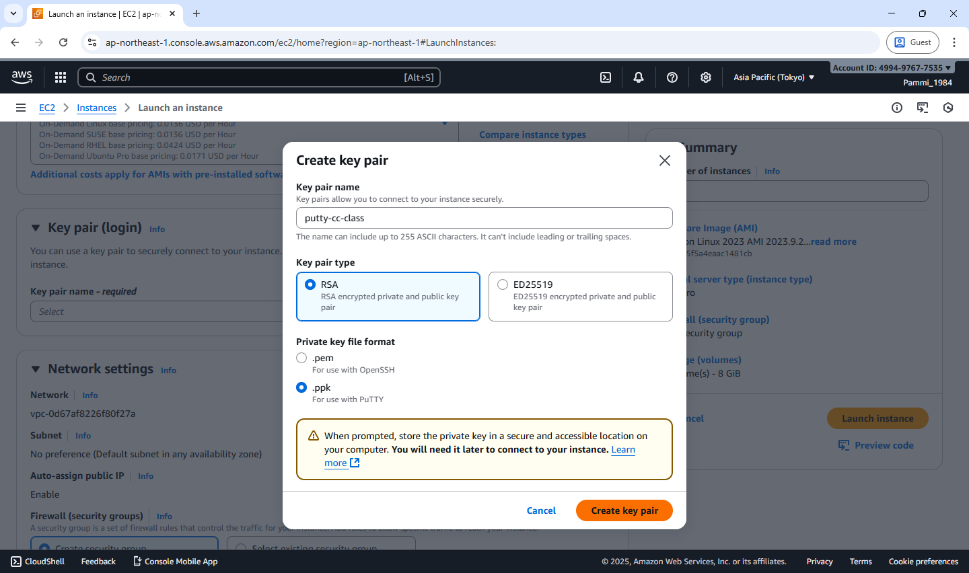 Launch an instance | EC2 | ap-n
ap-northeast-1.console.aws.amazon.com/ec2/home?region=ap-northeast-1#LaunchInstances:
Guest
aws
Search
[Alt+S]
Asia Pacific (Tokyo) ▼
Account ID: 4994-9767-7535 ▼
Pammi_1984
EC2 > Instances > Launch an instance
On-Demand Linux base pricing: 0.0136 USD per Hour
On-Demand SUSE base pricing: 0.0136 USD per Hour
On-Demand RHEL base pricing: 0.0424 USD per Hour
On-Demand Ubuntu Pro base pricing: 0.0171 USD per Hour
Compare instance types
Additional costs apply for AMIs with pre-installed softwa
Key pair (login) Info
You can use a key pair to securely connect to your instance.
instance.
Key pair name – required
Select
Network settings Info
Network Info
vpc-0d67af8226f80f27a
Subnet Info
No preference (Default subnet in any availability zone)
Auto-assign public IP Info
Enable
Firewall (security groups) Info
A security group is a set of firewall rules that control the traffic for
Create security group
Select existing security group
Create key pair
Key pair name
Key pairs allow you to connect to your instance securely.
putty-cc-class
The name can include up to 255 ASCII characters. It can't include leading or trailing spaces.
Key pair type
RSA
RSA encrypted private and public key
pair
ED25519
ED25519 encrypted private and public
key pair
Private key file format
.pem
For use with OpenSSH
.ppk
For use with PuTTY
When prompted, store the private key in a secure and accessible location on
your computer. You will need it later to connect to your instance. Learn
more
Cancel
Create key pair
ummary
er of instances Info
are Image (AMI)
on Linux 2023 AMI 2023.9.2...read more
l server type (instance type)
ro
all (security group)
ecurity group
ge (volumes)
me(s) - 8 GiB
ncel
Launch instance
Preview code
CloudShell
Feedback
Console Mobile App
© 2025, Amazon Web Services, Inc. or its affiliates.
Privacy
Terms
Cookie preferences